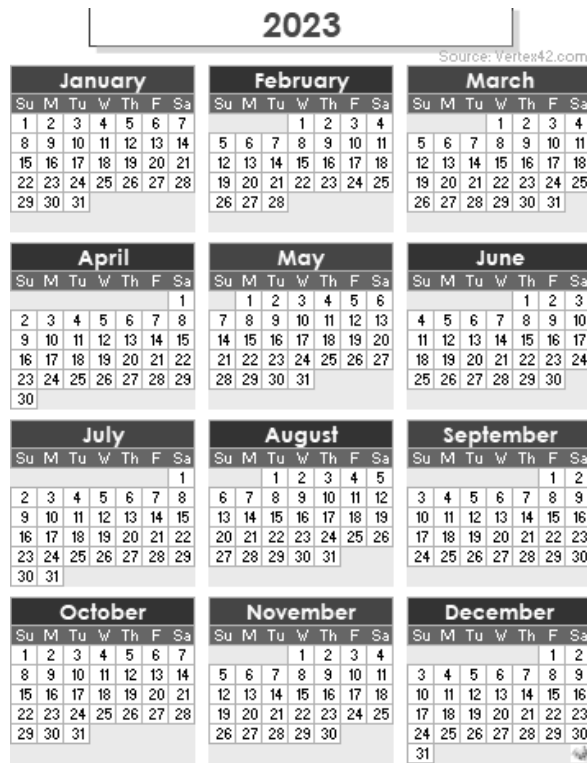 2023
Source: Vertex42.com
January February March
Su M Tu W Th F Sa Su M Tu W Th F Sa Su M Tu W Th F Sa
1 2 3 4 5 6 7 1 2 3 4 1 2 3 4
8 9 10 11 12 13 14 5 6 7 8 9 10 11 5 6 7 8 9 10 11
15 16 17 18 19 20 21 12 13 14 15 16 17 18 12 13 14 15 16 17 18
22 23 24 25 26 27 28 19 20 21 22 23 24 25 19 20 21 22 23 24 25
29 30 31 26 27 28 26 27 28 29 30 31
April May June
Su M Tu W Th F Sa Su M Tu W Th F Sa Su M Tu W Th F Sa
1 1 2 3 4 5 6 1 2 3
2 3 4 5 6 7 8 7 8 9 10 11 12 13 4 5 6 7 8 9 10
9 10 11 12 13 14 15 14 15 16 17 18 19 20 11 12 13 14 15 16 17
16 17 18 19 20 21 22 21 22 23 24 25 26 27 18 19 20 21 22 23 24
23 24 25 26 27 28 29 28 29 30 31 25 26 27 28 29 30
30
July August September
Su M Tu W Th F Sa Su M Tu W Th F Sa Su M Tu W Th F Sa
1 1 2 3 4 5 1 2
2 3 4 5 6 7 8 6 7 8 9 10 11 12 3 4 5 6 7 8 9
9 10 11 12 13 14 15 13 14 15 16 17 18 19 10 11 12 13 14 15 16
16 17 18 19 20 21 22 20 21 22 23 24 25 26 17 18 19 20 21 22 23
23 24 25 26 27 28 29 27 28 29 30 31 24 25 26 27 28 29 30
30 31
October November December
Su M Tu W Th F Sa Su M Tu W Th F Sa Su M Tu W Th F Sa
1 2 3 4 5 6 7 1 2 3 4 1 2
8 9 10 11 12 13 14 5 6 7 8 9 10 11 3 4 5 6 7 8 9
15 16 17 18 19 20 21 12 13 14 15 16 17 18 10 11 12 13 14 15 16
22 23 24 25 26 27 28 19 20 21 22 23 24 25 17 18 19 20 21 22 23
29 30 31 26 27 28 29 30 24 25 26 27 28 29 30
31